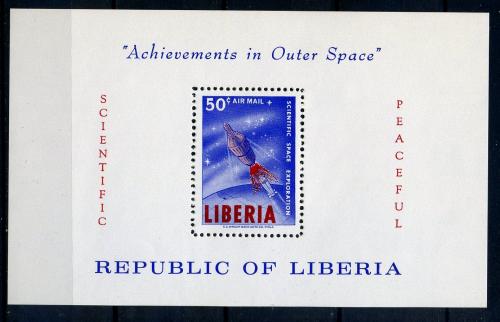 "Achievements in Outer Space"
SCIENTIFIC
50¢ AIR MAIL
SCIENTIFIC SPACE EXPLORATION
LIBERIA
PEACEFUL
REPUBLIC OF LIBERIA